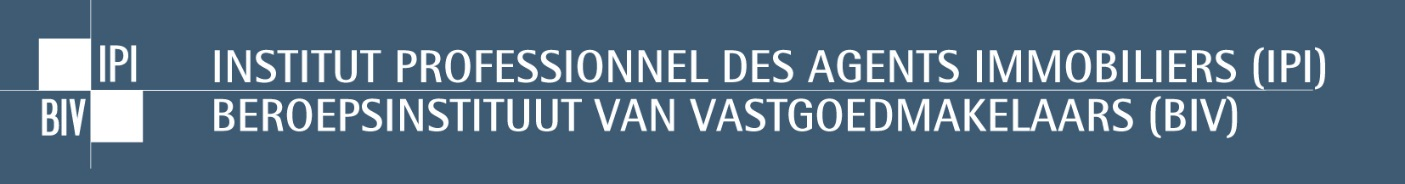 IPI
BIV
INSTITUT PROFESSIONNEL DES AGENTS IMMOBILIERS (IPI)
BEROEPSINSTITUUT VAN VASTGOEDMAKELAARS (BIV)